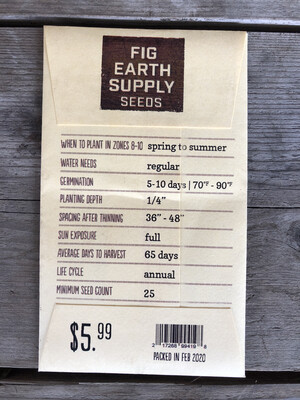 FIG
EARTH
SUPPLY
SEEDS
WHEN TO PLANT IN ZONES 8-10 spring to summer
WATER NEEDS regular
GERMINATION 5-10 days | 70°F - 90°F
PLANTING DEPTH 1/4"
SPACING AFTER THINNING 36" - 48"
SUN EXPOSURE full
AVERAGE DAYS TO HARVEST 65 days
LIFE CYCLE annual
MINIMUM SEED COUNT 25
$5.99
PACKED IN FEB 2020